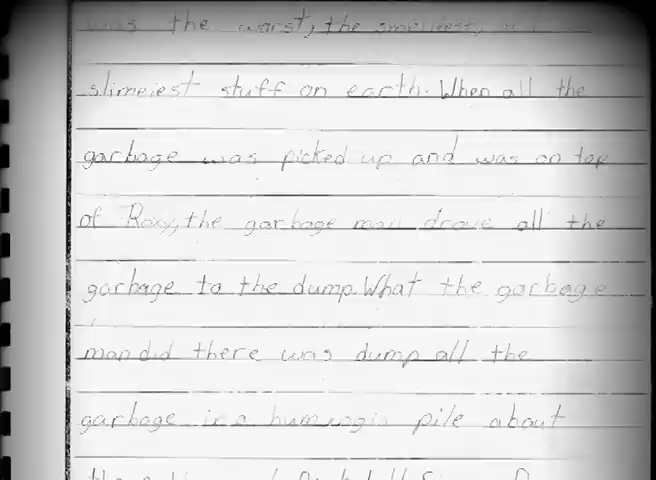 was the warst, the smelliest,
slimeiest stuff on earth. When all the
garbage was picked up and was on top
of Roxy, the garbage man drove all the
garbage to the dump. What the garbage
man did there was dump all the
garbage in a humungis pile about